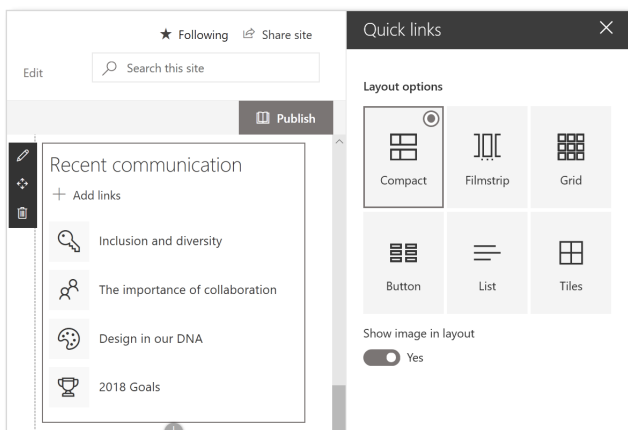 Following
Share site
Edit
Search this site
Publish
Recent communication
Add links
Inclusion and diversity
The importance of collaboration
Design in our DNA
2018 Goals
Quick links
Layout options
Compact
Filmstrip
Grid
Button
List
Tiles
Show image in layout
Yes